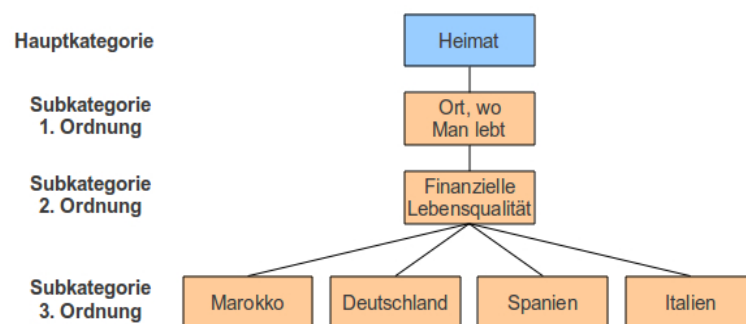 Hauptkategorie
Heimat
Subkategorie
1. Ordnung
Ort, wo
Man lebt
Subkategorie
2. Ordnung
Finanzielle
Lebensqualität
Subkategorie
3. Ordnung
Marokko
Deutschland
Spanien
Italien